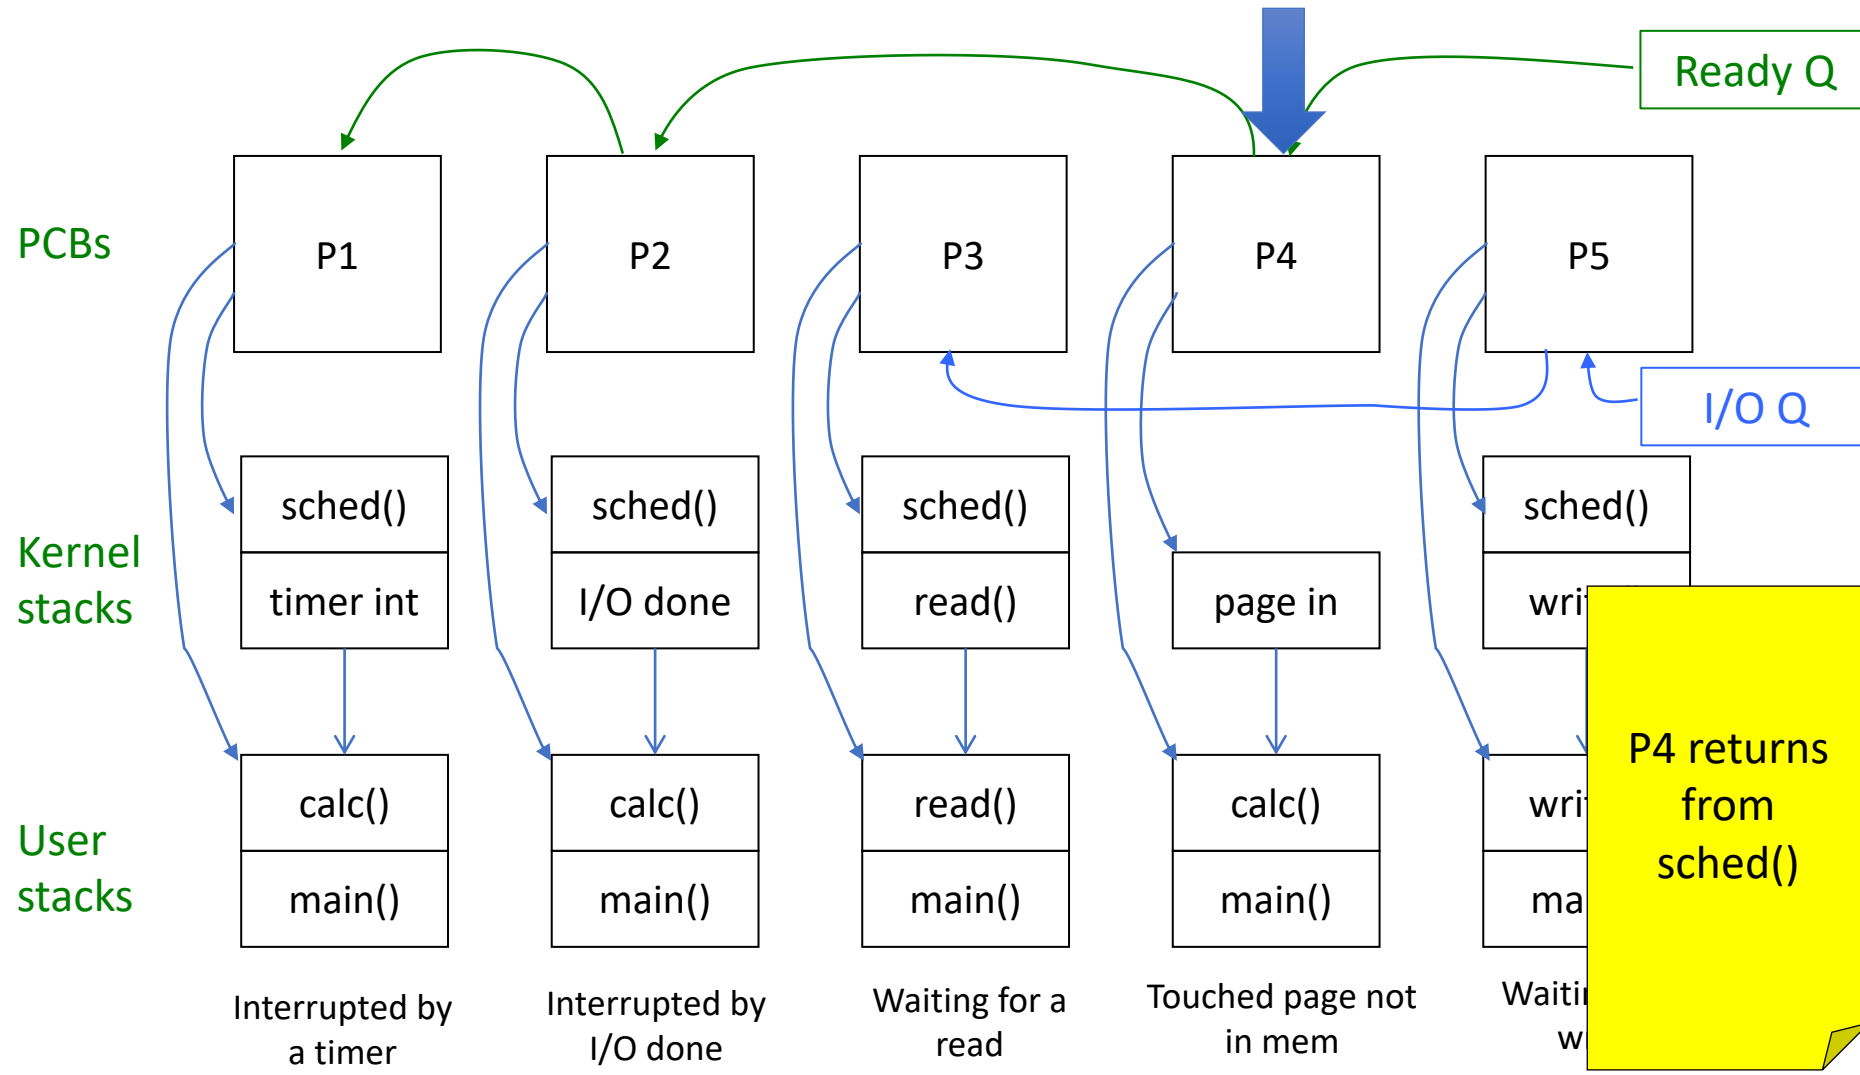 Ready Q
PCBs
P1
P2
P3
P4
P5
I/O Q
Kernel
stacks
sched()
sched()
sched()
sched()
timer int
I/O done
read()
page in
User
stacks
calc()
calc()
read()
calc()
main()
main()
main()
main()
Interrupted by
a timer
Interrupted by
I/O done
Waiting for a
read
Touched page not
in mem
P4 returns
from
sched()